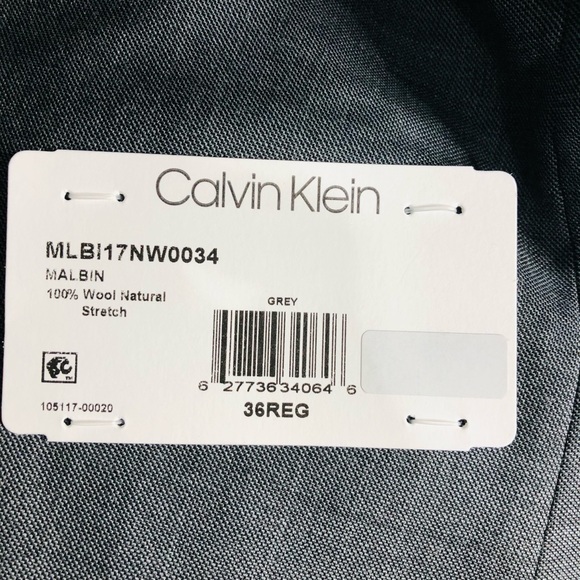 Calvin Klein
MLBI17NW0034
MALBIN
100% Wool Natural
Stretch
GREY
6 27736 34064 6
36REG
105117-00020